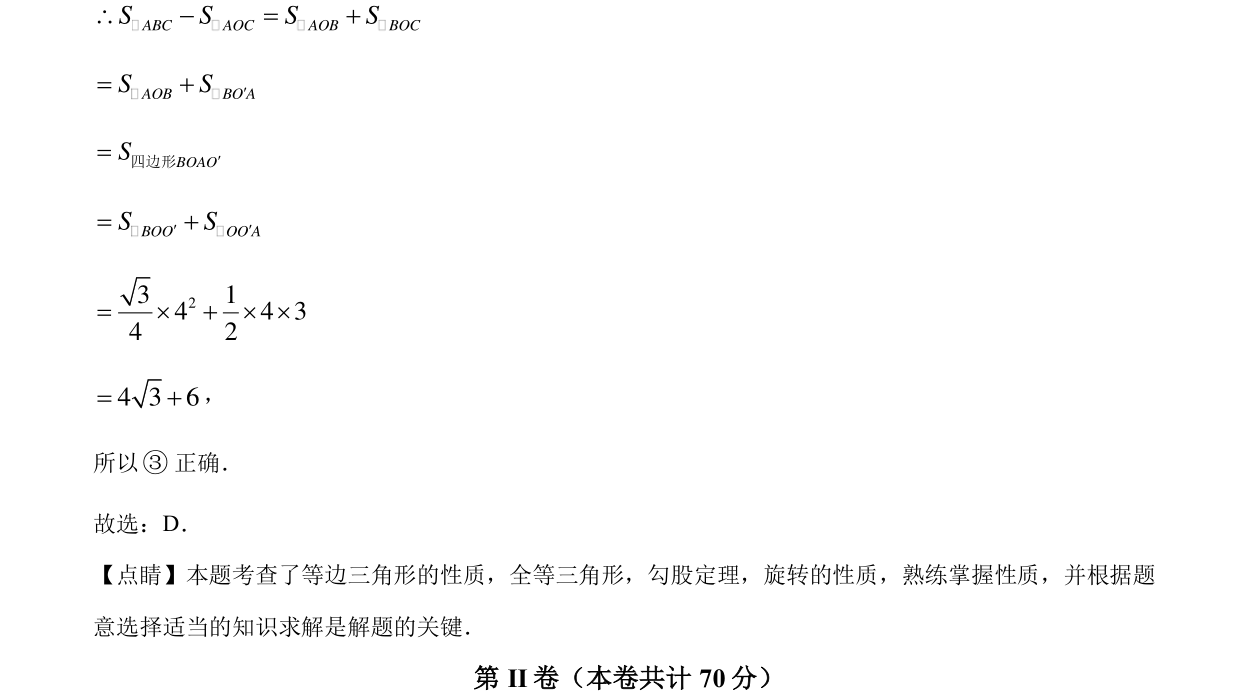 ∴ S□ABC − S□AOC = S□AOB + S□BOC
= S□AOB + S□BO′A
= S四边形BOAO′
= S□BOO′ + S□OO′A
= √3/4 × 4² + 1/2 × 4 × 3
= 4√3 + 6，
所以③正确．
故选：D．
【点睛】本题考查了等边三角形的性质，全等三角形，勾股定理，旋转的性质，熟练掌握性质，并根据题
意选择适当的知识求解是解题的关键．
第 II 卷（本卷共计 70 分）